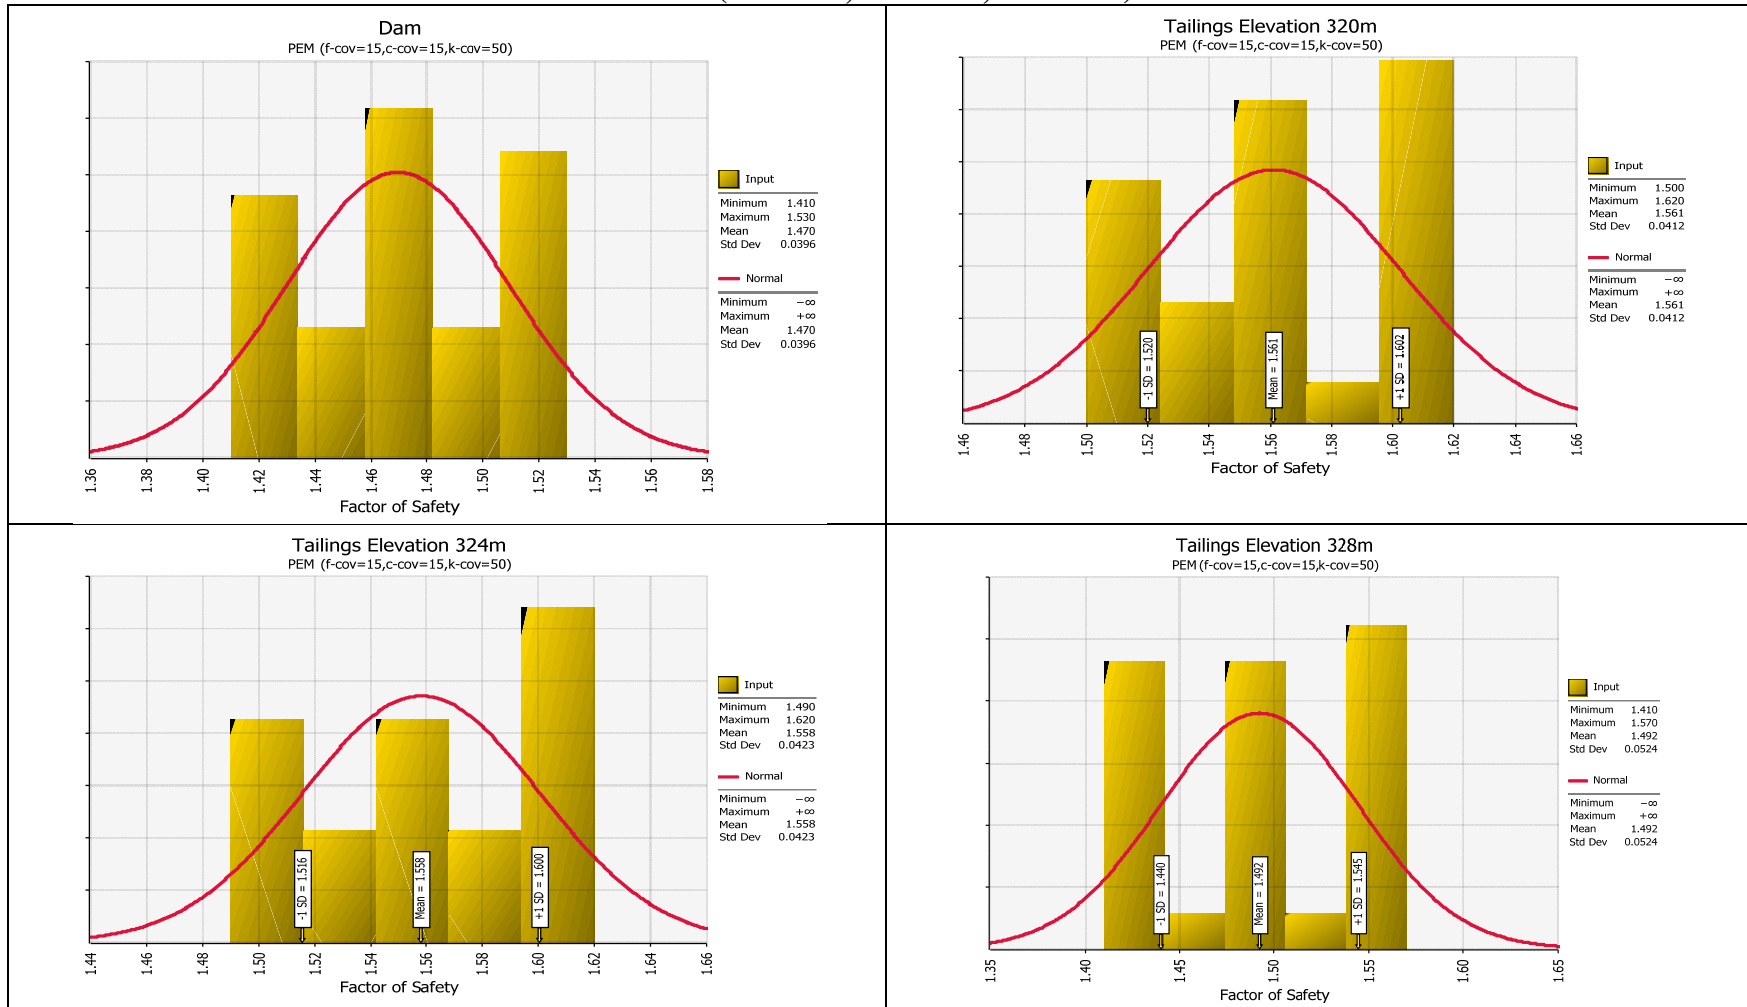 Dam
PEM (f-cov=15,c-cov=15,k-cov=50)
1.36 1.38 1.40 1.42 1.44 1.46 1.48 1.50 1.52 1.54 1.56 1.58
Factor of Safety
Input
Minimum 1.410
Maximum 1.530
Mean 1.470
Std Dev 0.0396
Normal
Minimum −∞
Maximum +∞
Mean 1.470
Std Dev 0.0396
Tailings Elevation 320m
PEM (f-cov=15,c-cov=15,k-cov=50)
-1 SD = 1.520
Mean = 1.561
+1 SD = 1.602
1.46 1.48 1.50 1.52 1.54 1.56 1.58 1.60 1.62 1.64 1.66
Factor of Safety
Input
Minimum 1.500
Maximum 1.620
Mean 1.561
Std Dev 0.0412
Normal
Minimum −∞
Maximum +∞
Mean 1.561
Std Dev 0.0412
Tailings Elevation 324m
PEM (f-cov=15,c-cov=15,k-cov=50)
-1 SD = 1.516
Mean = 1.558
+1 SD = 1.600
1.44 1.46 1.48 1.50 1.52 1.54 1.56 1.58 1.60 1.62 1.64 1.66
Factor of Safety
Input
Minimum 1.490
Maximum 1.620
Mean 1.558
Std Dev 0.0423
Normal
Minimum −∞
Maximum +∞
Mean 1.558
Std Dev 0.0423
Tailings Elevation 328m
PEM (f-cov=15,c-cov=15,k-cov=50)
-1 SD = 1.440
Mean = 1.492
+1 SD = 1.545
1.35 1.40 1.45 1.50 1.55 1.60 1.65
Factor of Safety
Input
Minimum 1.410
Maximum 1.570
Mean 1.492
Std Dev 0.0524
Normal
Minimum −∞
Maximum +∞
Mean 1.492
Std Dev 0.0524